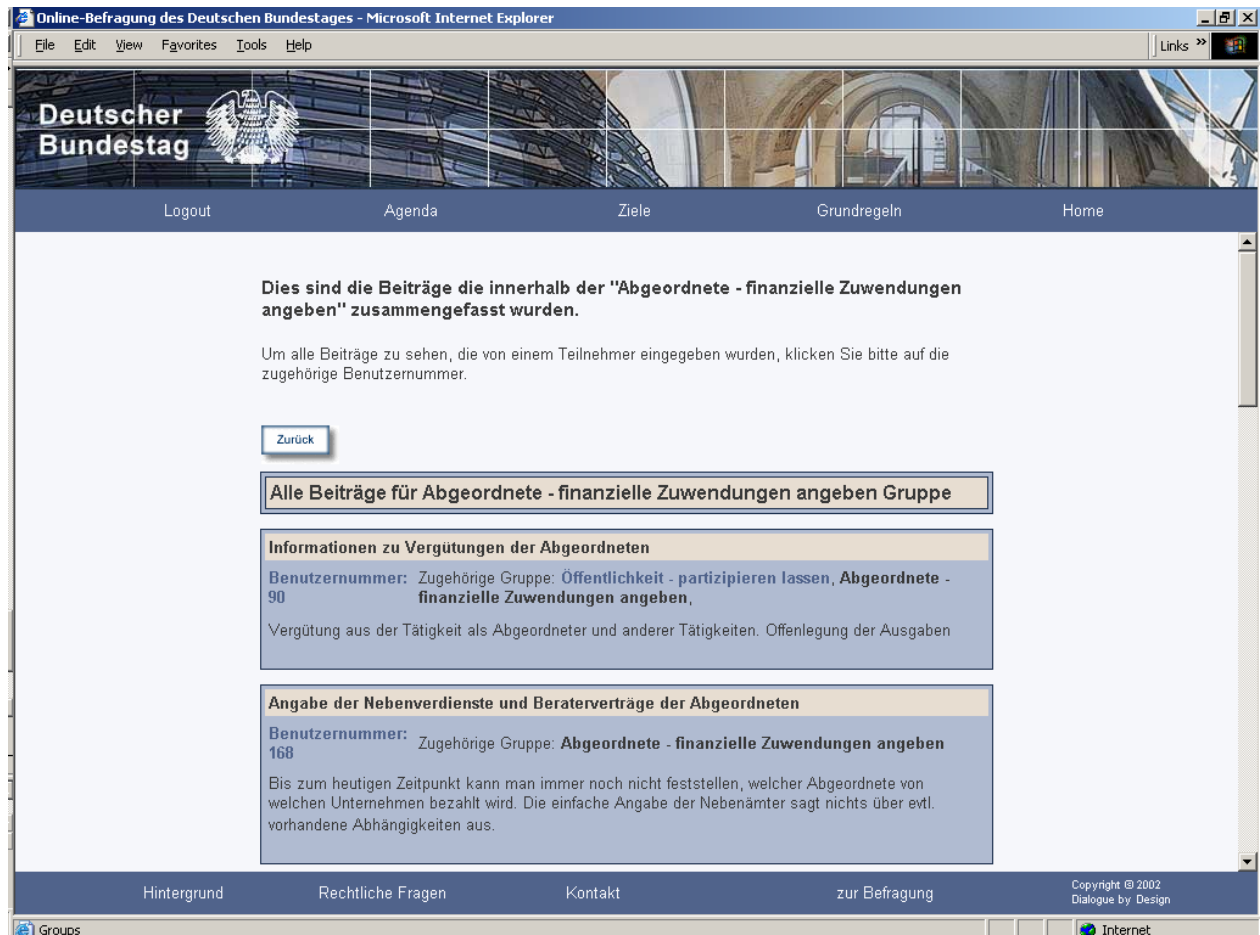 Online-Befragung des Deutschen Bundestages - Microsoft Internet Explorer
File Edit View Favorites Tools Help Links »
Deutscher
Bundestag
Logout Agenda Ziele Grundregeln Home
Dies sind die Beiträge die innerhalb der "Abgeordnete - finanzielle Zuwendungen
angeben" zusammengefasst wurden.
Um alle Beiträge zu sehen, die von einem Teilnehmer eingegeben wurden, klicken Sie bitte auf die
zugehörige Benutzernummer.
Zurück
Alle Beiträge für Abgeordnete - finanzielle Zuwendungen angeben Gruppe
Informationen zu Vergütungen der Abgeordneten
Benutzernummer: Zugehörige Gruppe: Öffentlichkeit - partizipieren lassen, Abgeordnete -
90 finanzielle Zuwendungen angeben,
Vergütung aus der Tätigkeit als Abgeordneter und anderer Tätigkeiten. Offenlegung der Ausgaben
Angabe der Nebenverdienste und Beraterverträge der Abgeordneten
Benutzernummer: Zugehörige Gruppe: Abgeordnete - finanzielle Zuwendungen angeben
168
Bis zum heutigen Zeitpunkt kann man immer noch nicht feststellen, welcher Abgeordnete von
welchen Unternehmen bezahlt wird. Die einfache Angabe der Nebenämter sagt nichts über evtl.
vorhandene Abhängigkeiten aus.
Hintergrund Rechtliche Fragen Kontakt zur Befragung Copyright © 2002
Dialogue by Design
Groups Internet